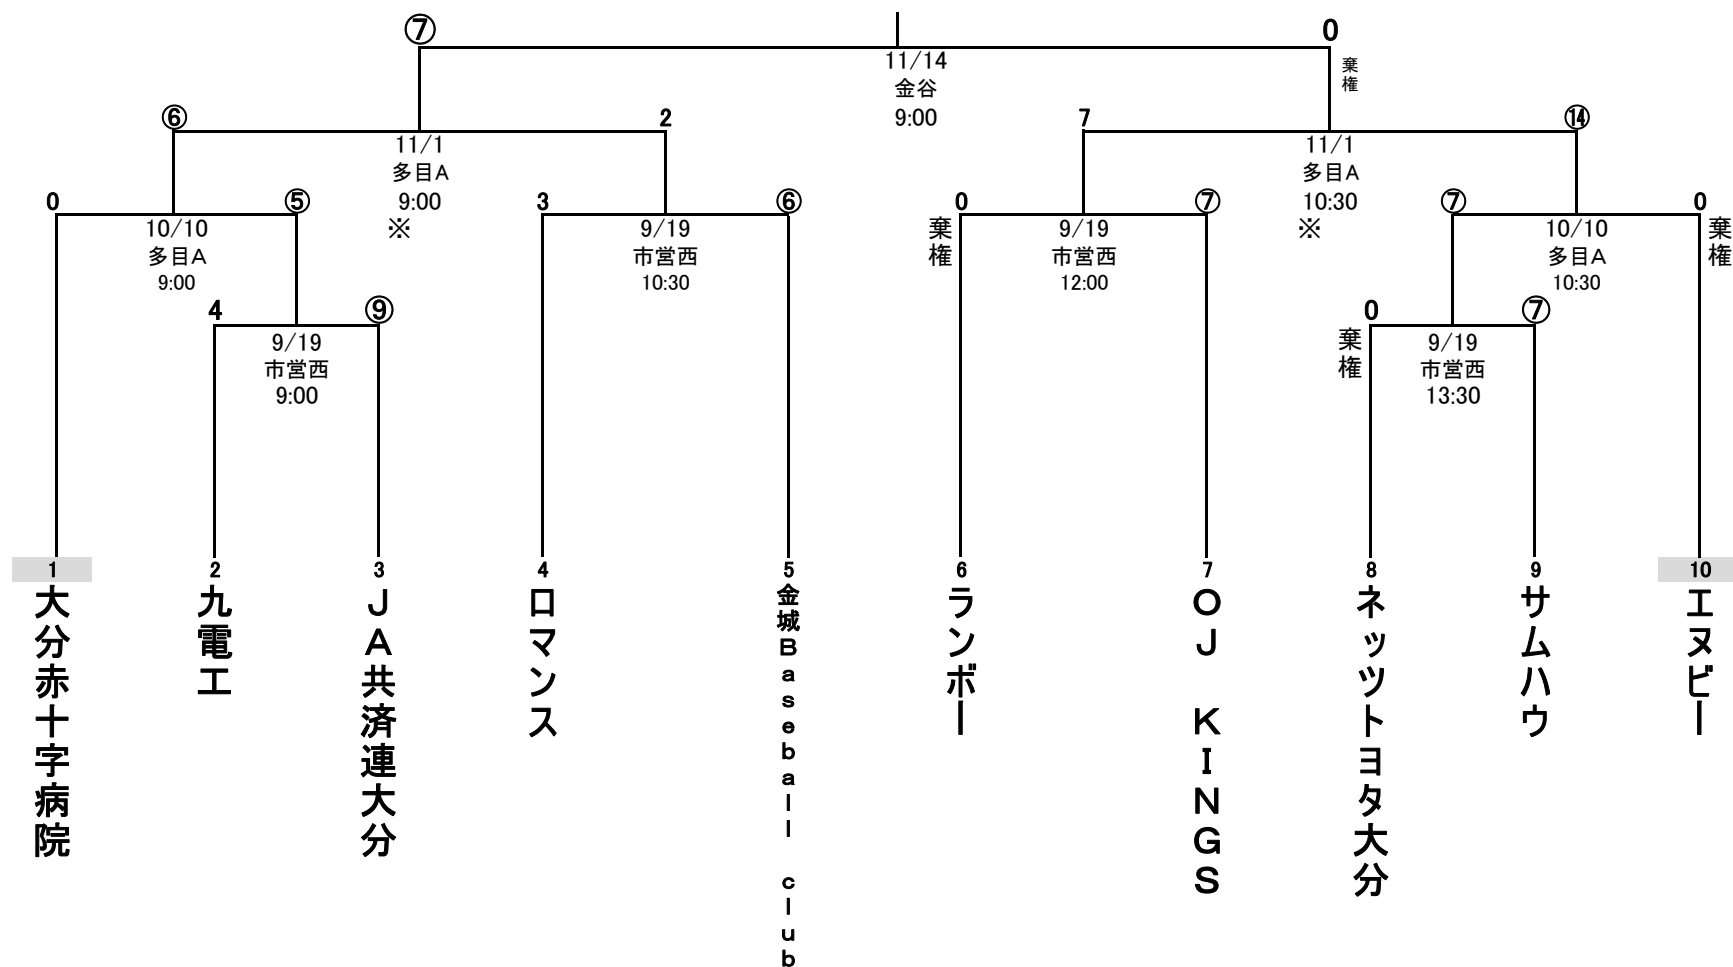 ⑦
0
11/14
金谷
9:00
棄権
⑥
2
7
⑭
11/1
多目A
9:00
※
11/1
多目A
10:30
※
0
⑤
3
⑥
0
⑦
⑦
0
10/10
多目A
9:00
9/19
市営西
10:30
棄権
9/19
市営西
12:00
10/10
多目A
10:30
棄権
4
⑨
0
⑦
9/19
市営西
9:00
棄権
9/19
市営西
13:30
1
2
3
4
5
6
7
8
9
10
大分赤十字病院
九電工
JA共済連大分
ロマンス
金城Baseball club
ランボー
OJ KINGS
ネッツトヨタ大分
サムハウ
エヌビー